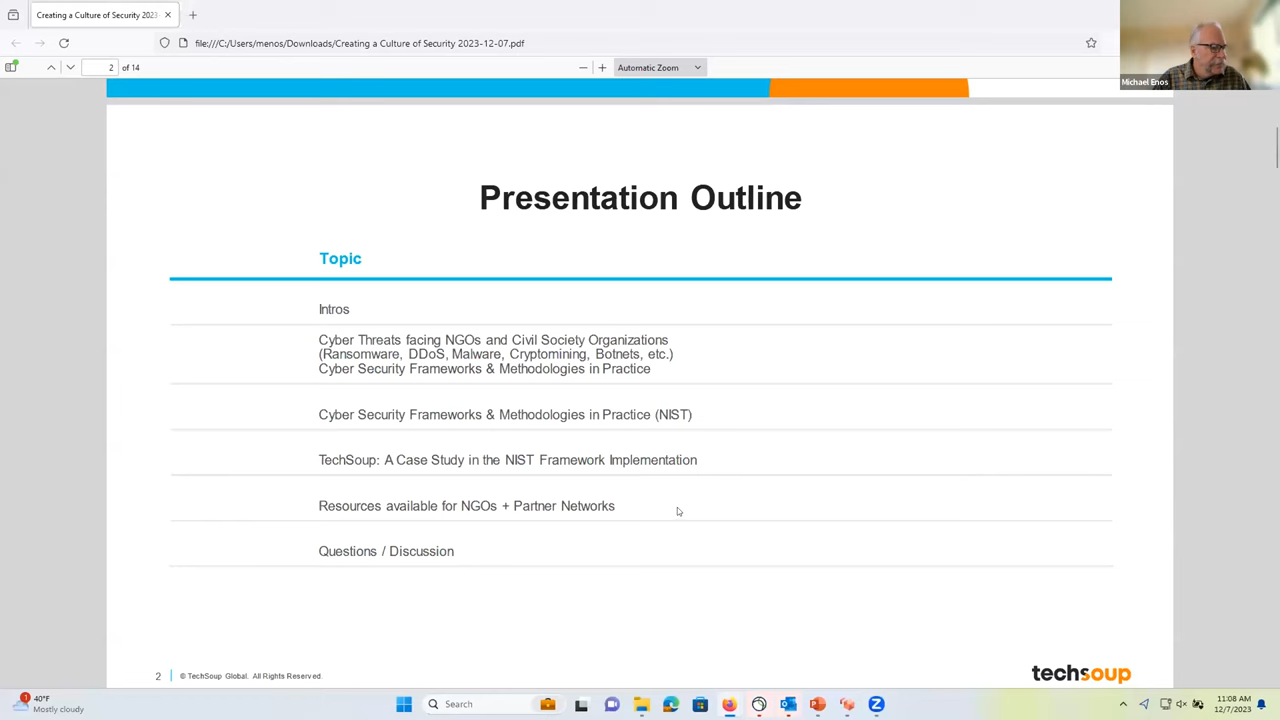 Creating a Culture of Security 2023
file:///C:/Users/menos/Downloads/Creating a Culture of Security 2023-12-07.pdf
2 of 14
Automatic Zoom
Michael Enos
Presentation Outline
Topic
Intros
Cyber Threats facing NGOs and Civil Society Organizations
(Ransomware, DDoS, Malware, Cryptomining, Botnets, etc.)
Cyber Security Frameworks & Methodologies in Practice
Cyber Security Frameworks & Methodologies in Practice (NIST)
TechSoup: A Case Study in the NIST Framework Implementation
Resources available for NGOs + Partner Networks
Questions / Discussion
2 © TechSoup Global. All Rights Reserved.
techsoup
1
40°F
Mostly cloudy
Search
11:08 AM
12/7/2023